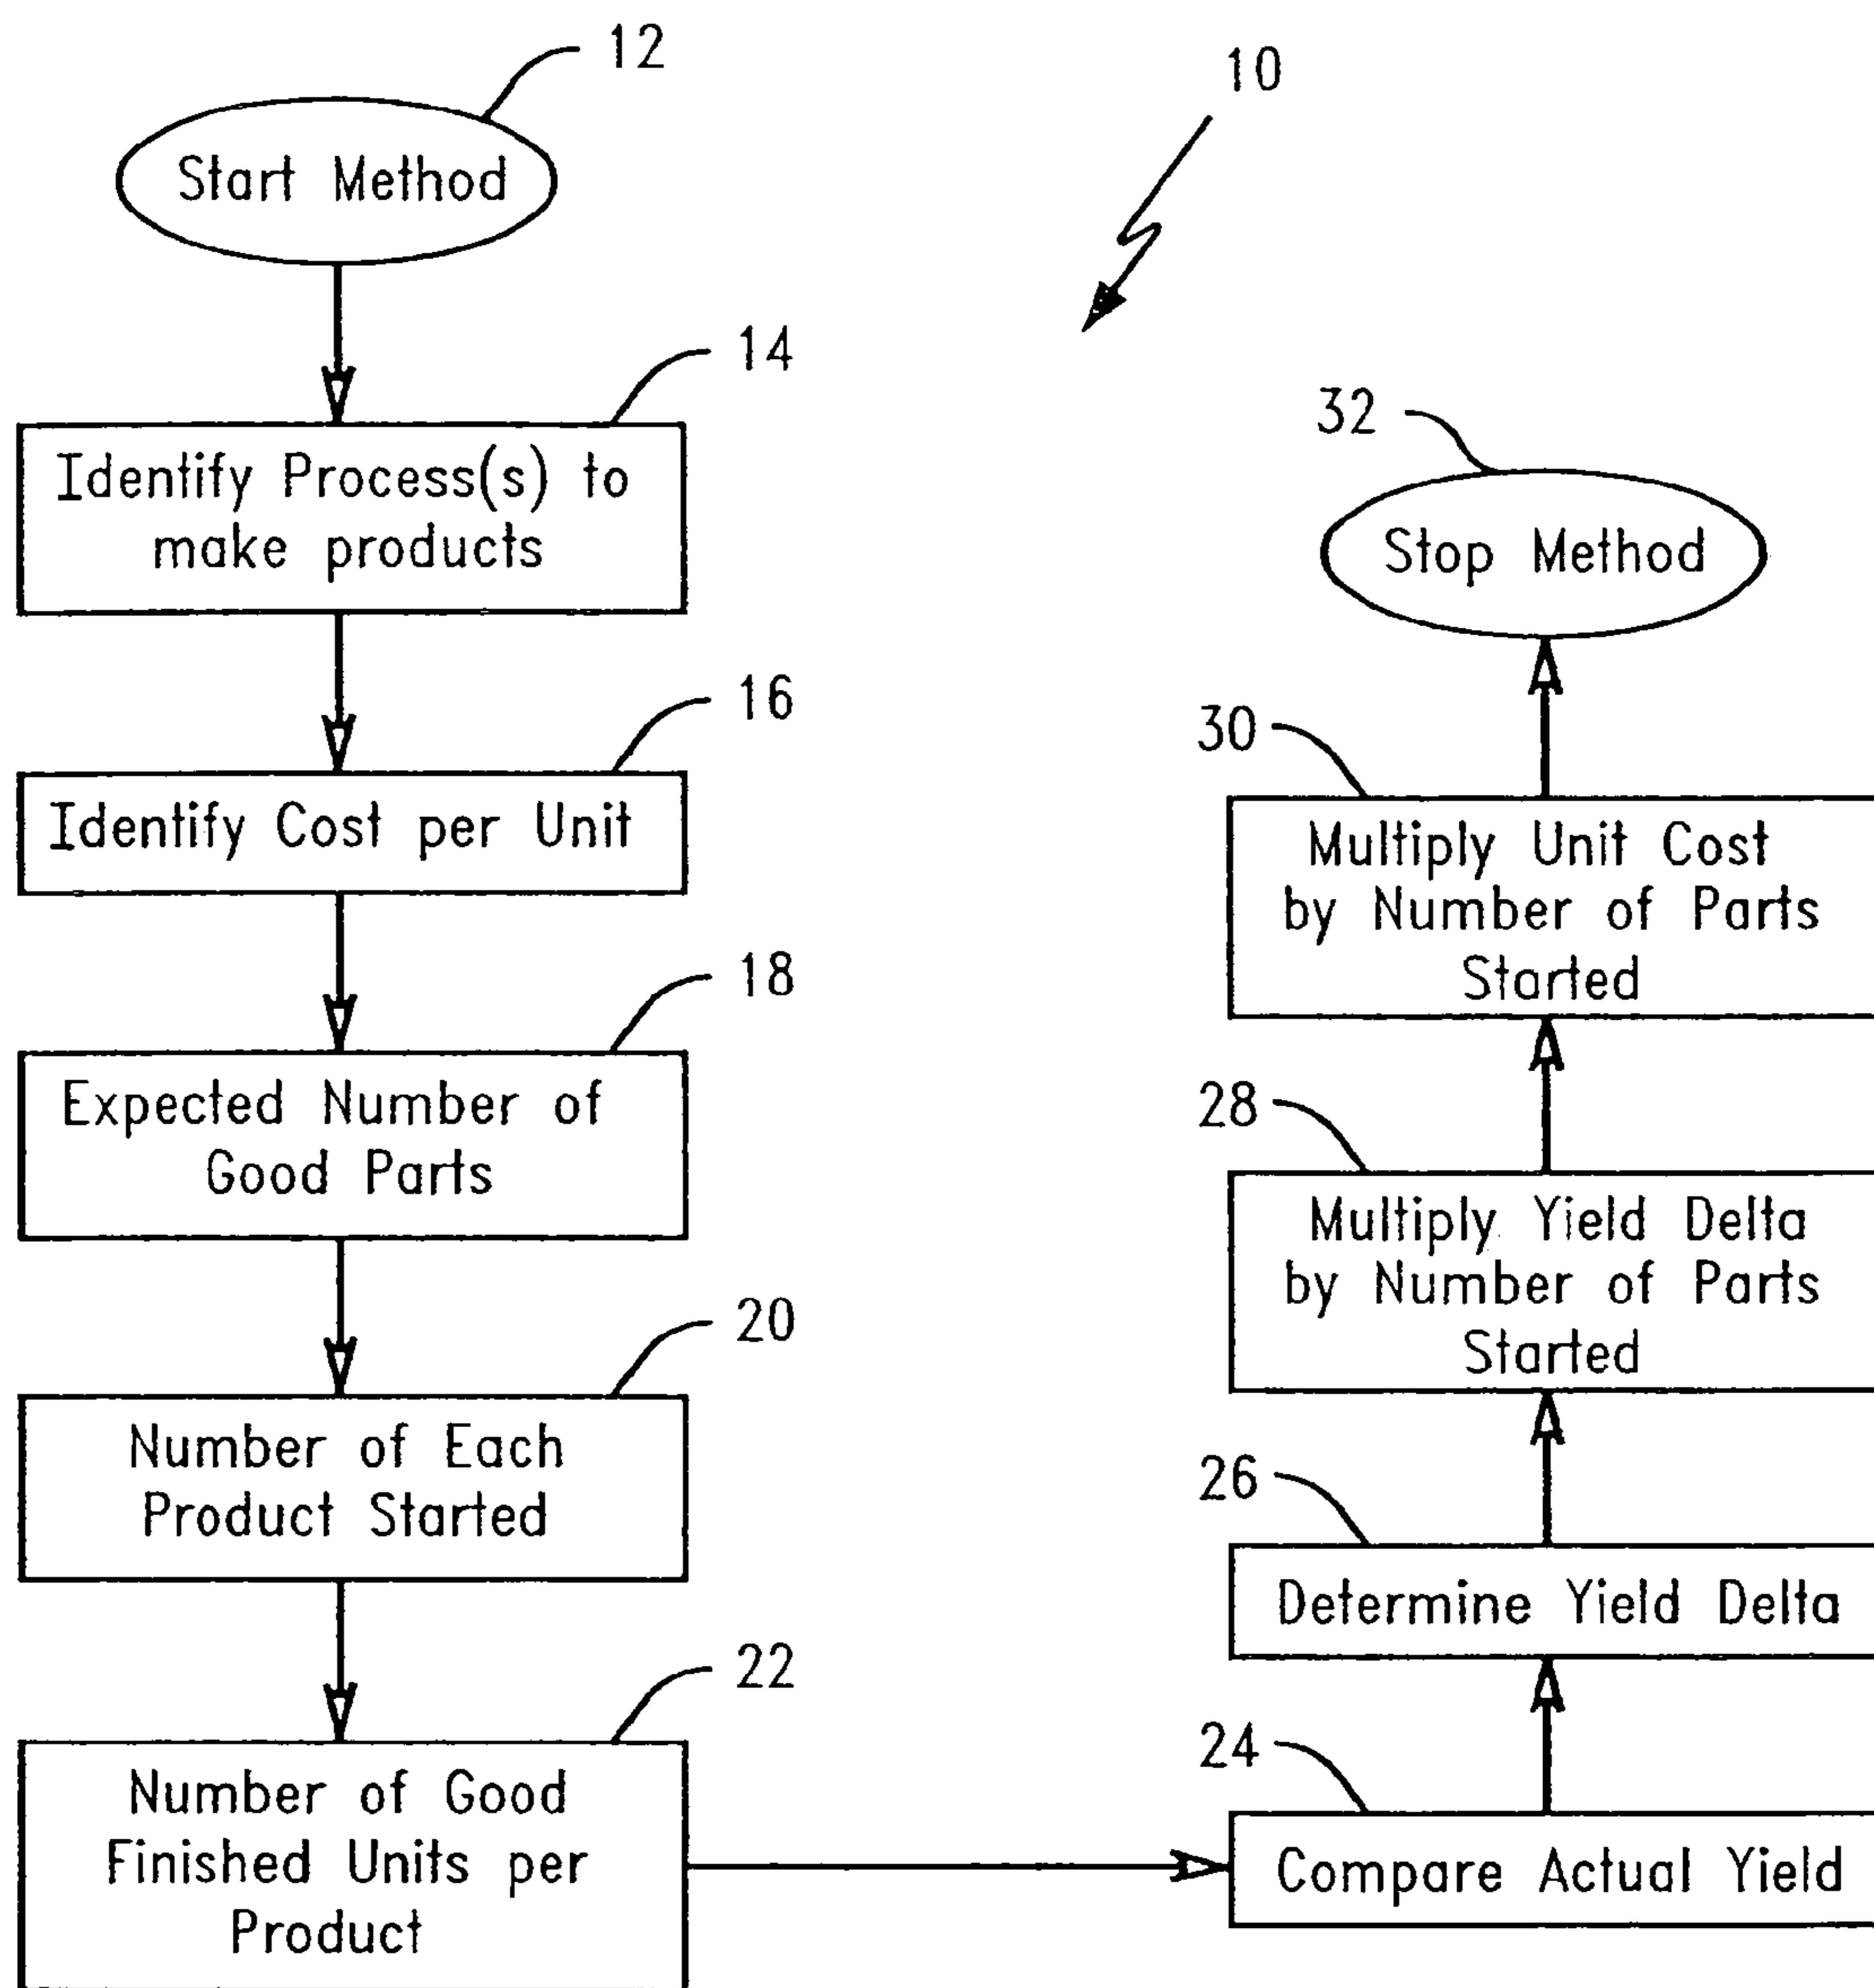 12
Start Method
10
14
Identify Process(s) to
make products
16
Identify Cost per Unit
18
Expected Number of
Good Parts
20
Number of Each
Product Started
22
Number of Good
Finished Units per
Product
24
Compare Actual Yield
26
Determine Yield Delta
28
Multiply Yield Delta
by Number of Parts
Started
30
Multiply Unit Cost
by Number of Parts
Started
32
Stop Method